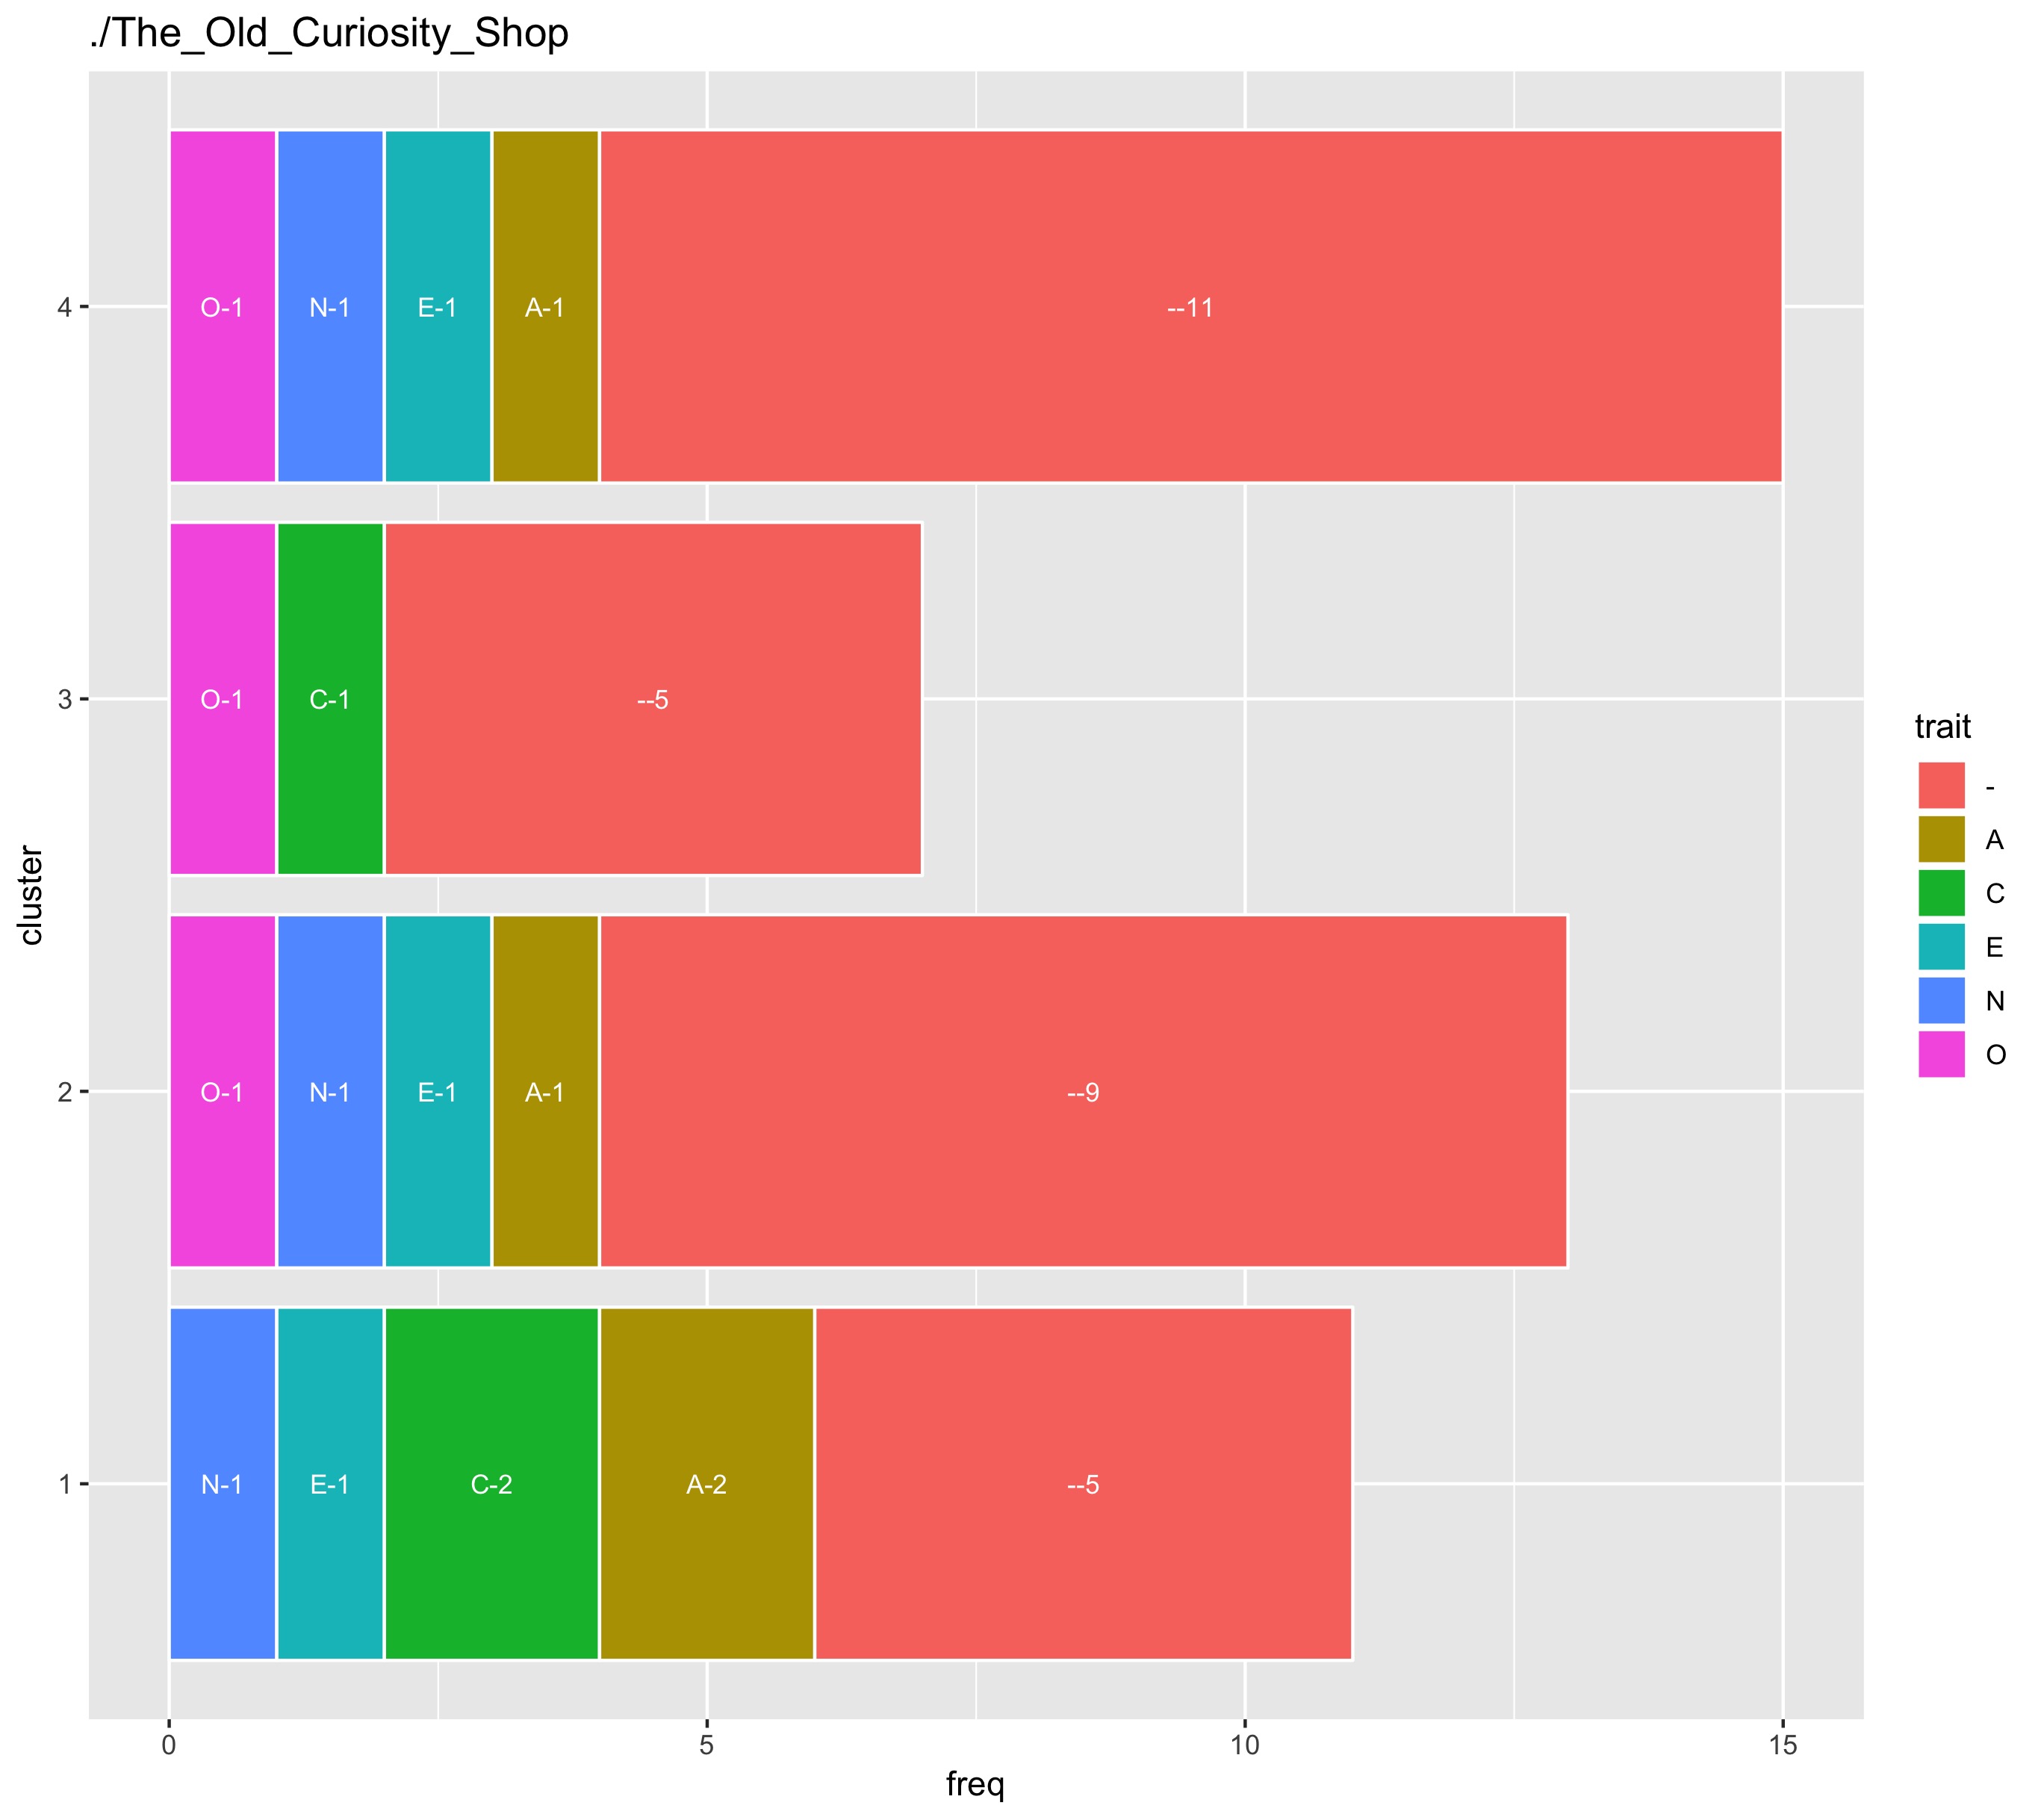 ./The_Old_Curiosity_Shop
4
O-1 N-1 E-1 A-1 --11
3
O-1 C-1 --5
2
O-1 N-1 E-1 A-1 --9
1
N-1 E-1 C-2 A-2 --5
cluster
0 5 10 15
freq
trait
-
A
C
E
N
O